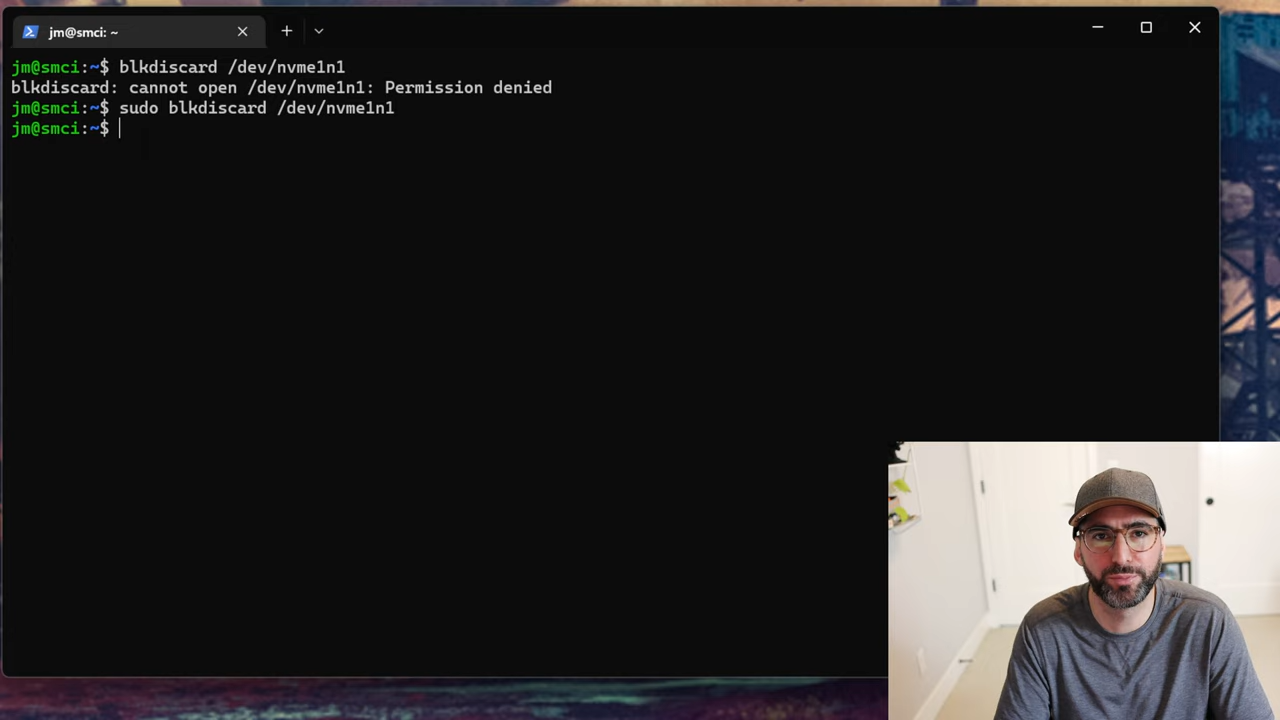 jm@smci: ~
jm@smci:~$ blkdiscard /dev/nvme1n1
blkdiscard: cannot open /dev/nvme1n1: Permission denied
jm@smci:~$ sudo blkdiscard /dev/nvme1n1
jm@smci:~$